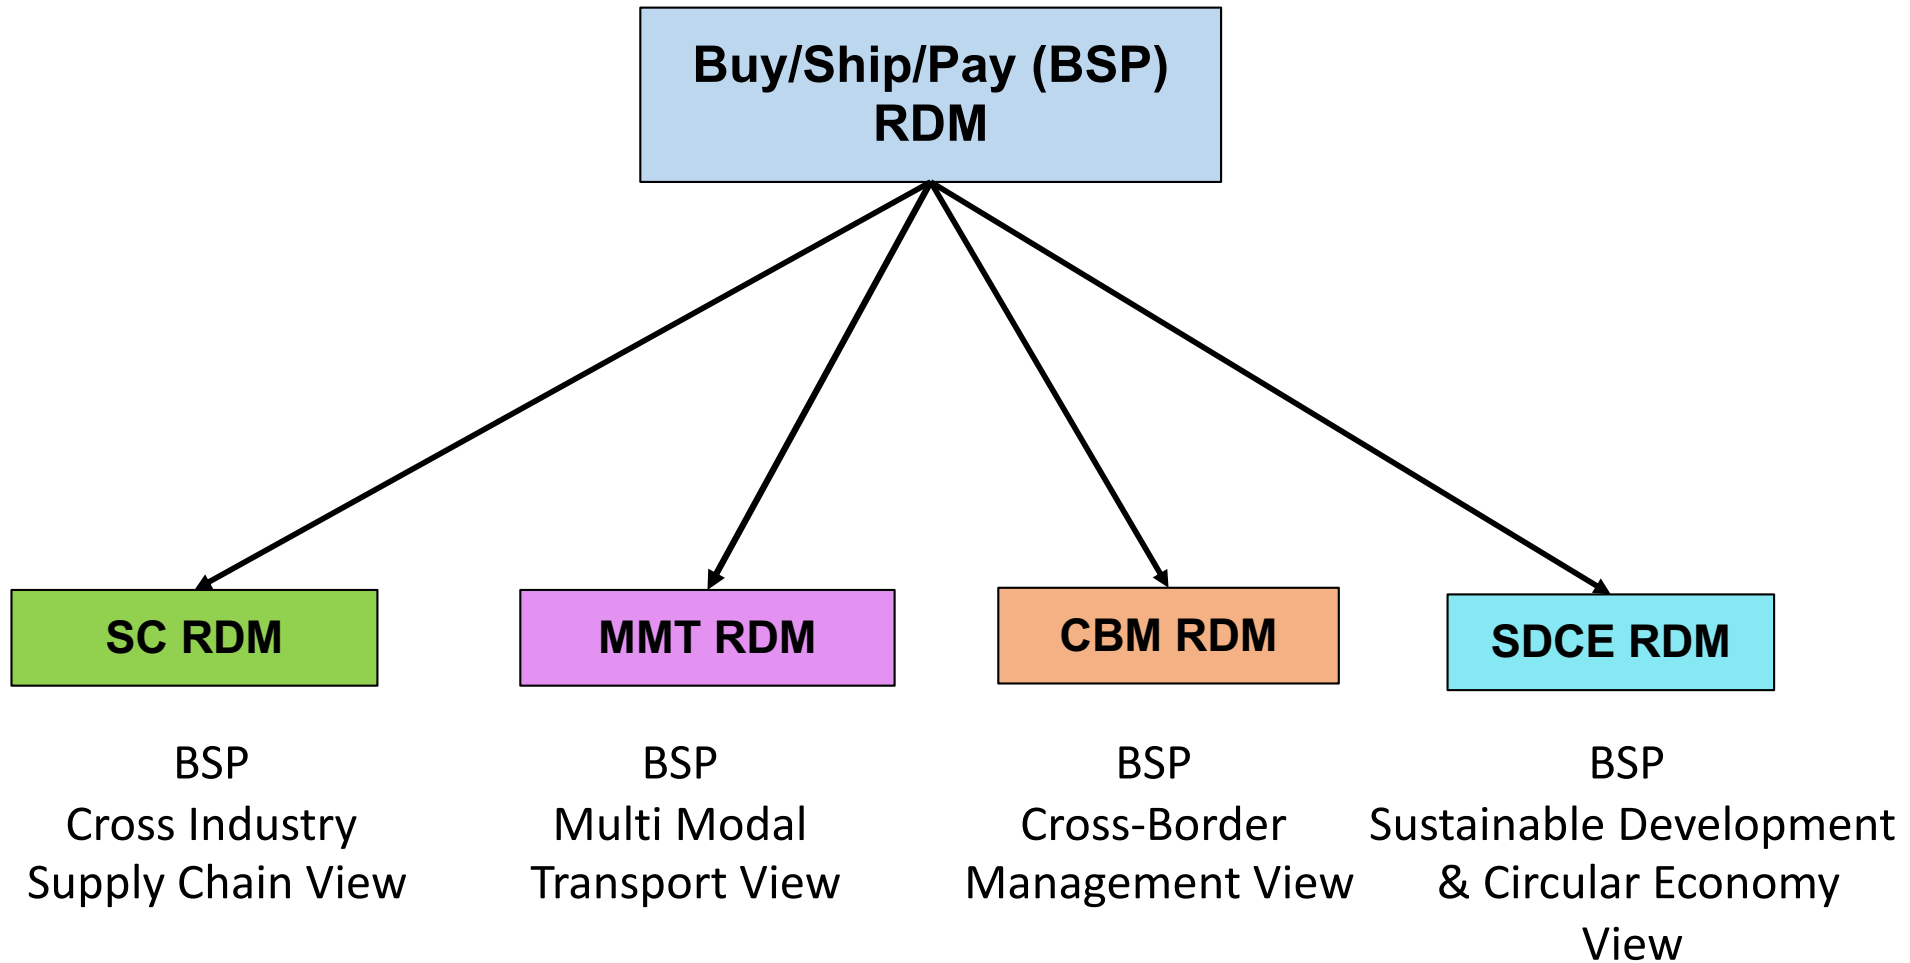 Buy/Ship/Pay (BSP)
RDM
SC RDM
MMT RDM
CBM RDM
SDCE RDM
BSP
Cross Industry
Supply Chain View
BSP
Multi Modal
Transport View
BSP
Cross-Border
Management View
BSP
Sustainable Development
& Circular Economy
View